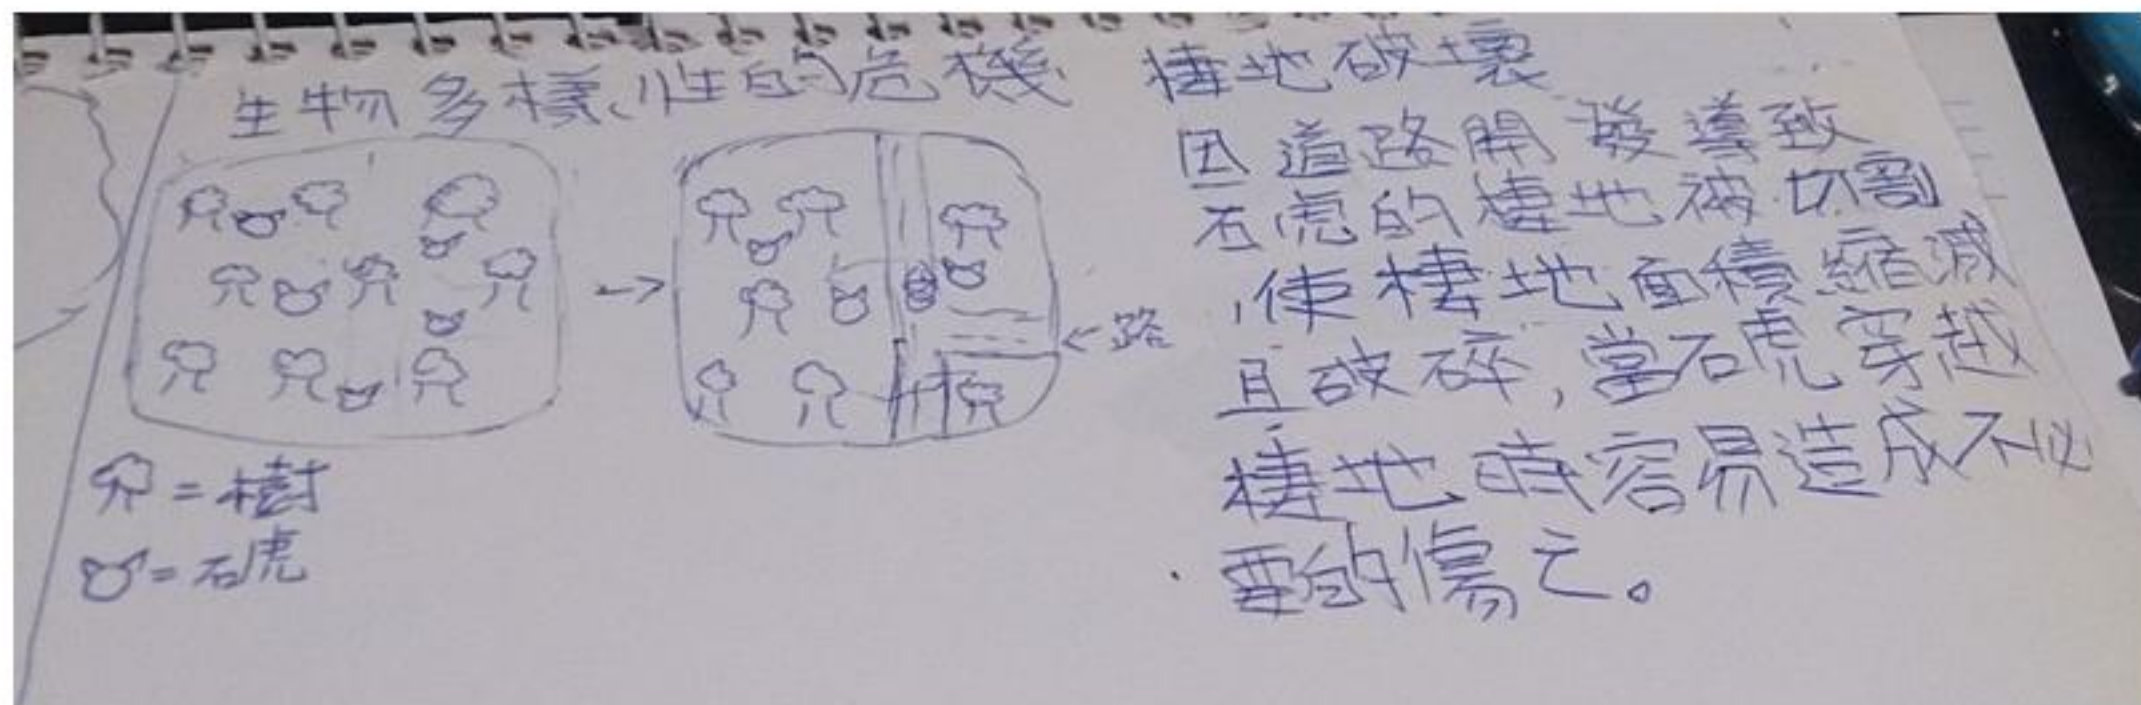 生物多樣性的危機
棲地破壞
因道路開發導致
石虎的棲地被切割
,使棲地面積縮減
且破碎,當石虎穿越
棲地時容易造成不必
要的傷亡。
←路
=樹
=石虎